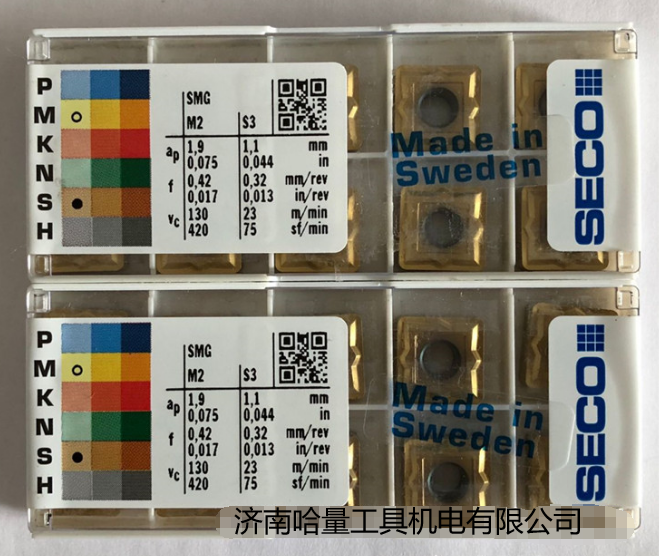 P
M
K
N
S
H
SMG
M2 S3
ap 1,9 1,1 mm
0,075 0,044 in
f 0,42 0,32 mm/rev
0,017 0,013 in/rev
vc 130 23 m/min
420 75 sf/min
Made in
Sweden
SECO
P
M
K
N
S
H
SMG
M2 S3
ap 1,9 1,1 mm
0,075 0,044 in
f 0,42 0,32 mm/rev
0,017 0,013 in/rev
vc 130 23 m/min
420 75 sf/min
Made in
Sweden
SECO
济南哈量工具机电有限公司